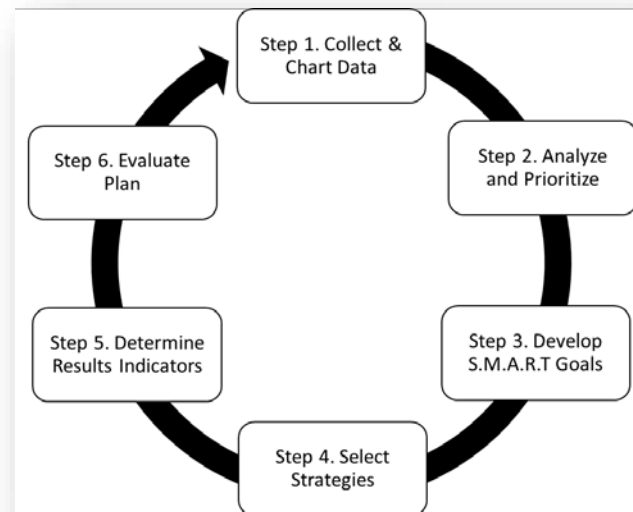 Step 1. Collect &
Chart Data
Step 2. Analyze
and Prioritize
Step 3. Develop
S.M.A.R.T Goals
Step 4. Select
Strategies
Step 5. Determine
Results Indicators
Step 6. Evaluate
Plan